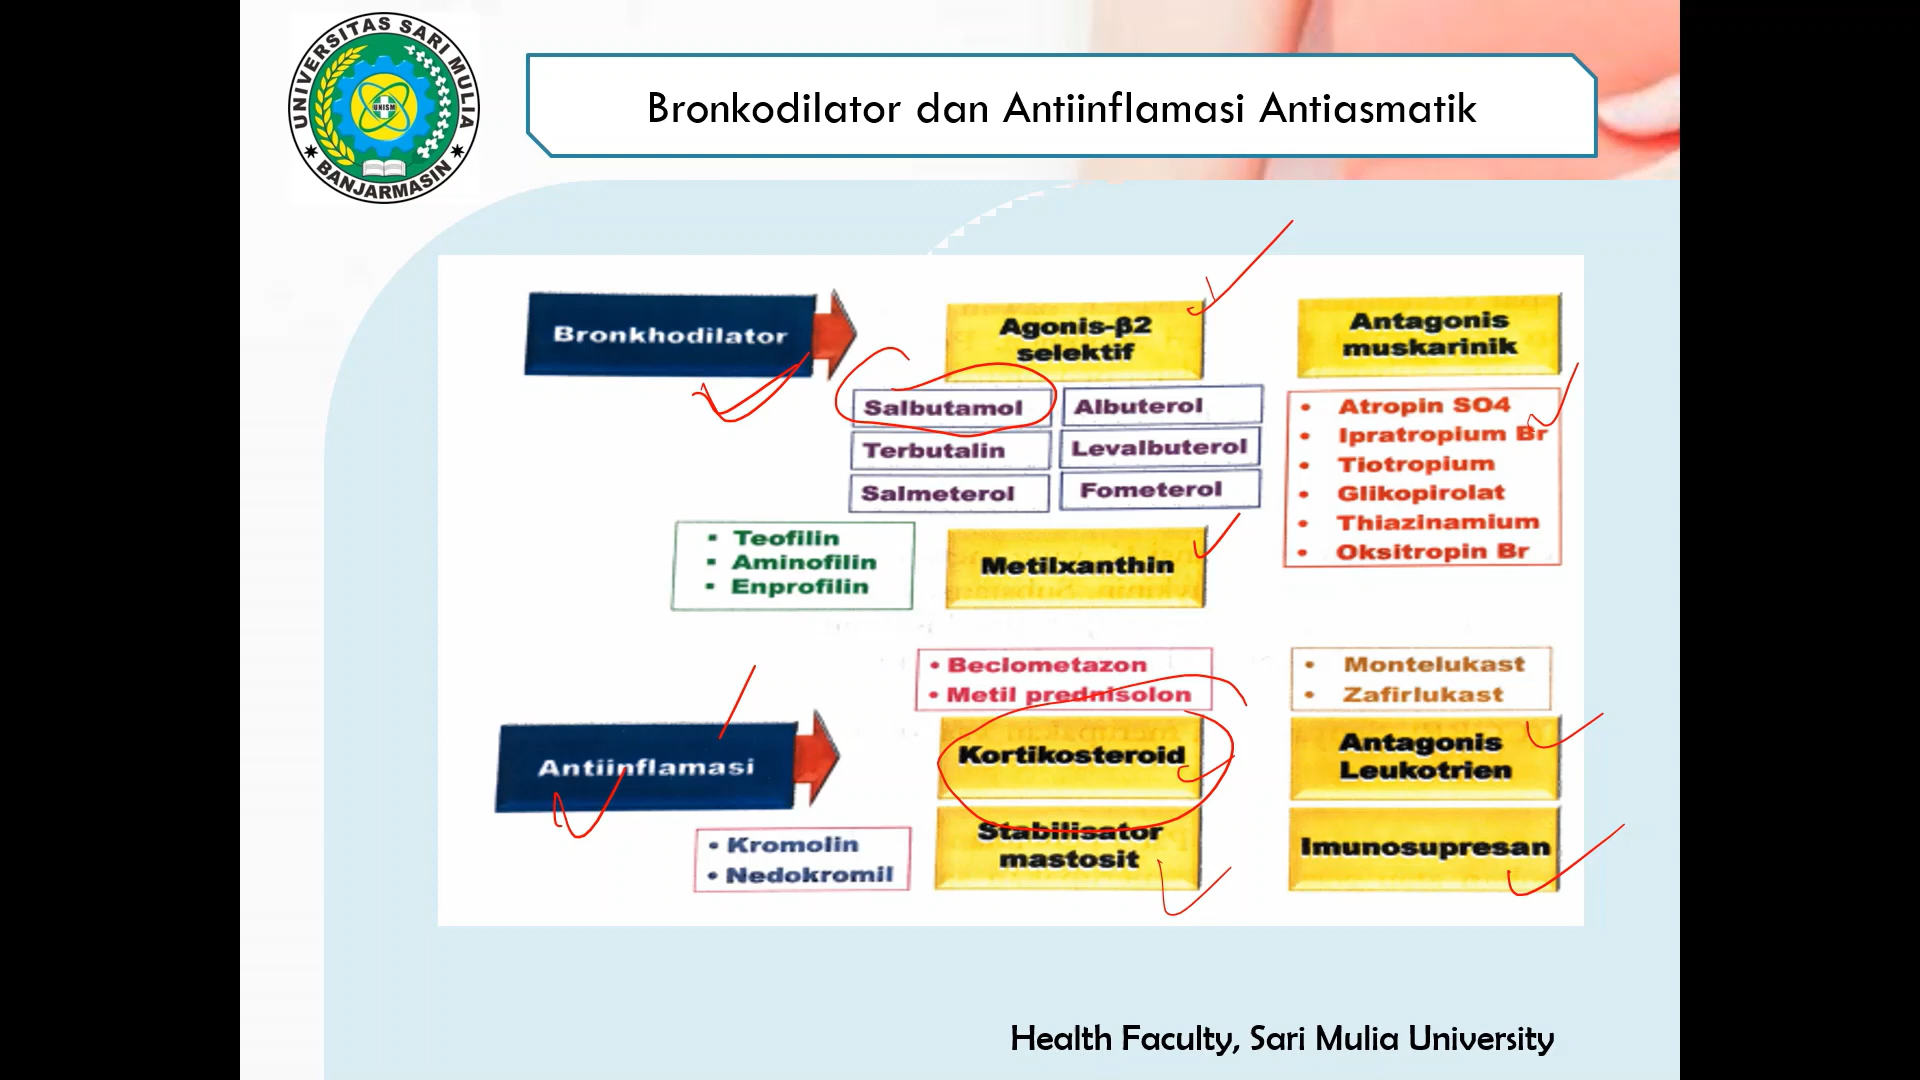 UNIVERSITAS SARI MULIA
UNISM
BANJARMASIN
Bronkodilator dan Antiinflamasi Antiasmatik
Bronkhodilator
Agonis-β2
selektif
Antagonis
muskarinik
Salbutamol
Albuterol
Terbutalin
Levalbuterol
Salmeterol
Fometerol
• Atropin SO4
• Ipratropium Br
• Tiotropium
• Glikopirolat
• Thiazinamium
• Oksitropin Br
▪ Teofilin
▪ Aminofilin
▪ Enprofilin
Metilxanthin
• Beclometazon
• Metil prednisolon
• Montelukast
• Zafirlukast
Antiinflamasi
Kortikosteroid
Antagonis
Leukotrien
• Kromolin
• Nedokromil
Stabilisator
mastosit
Imunosupresan
Health Faculty, Sari Mulia University